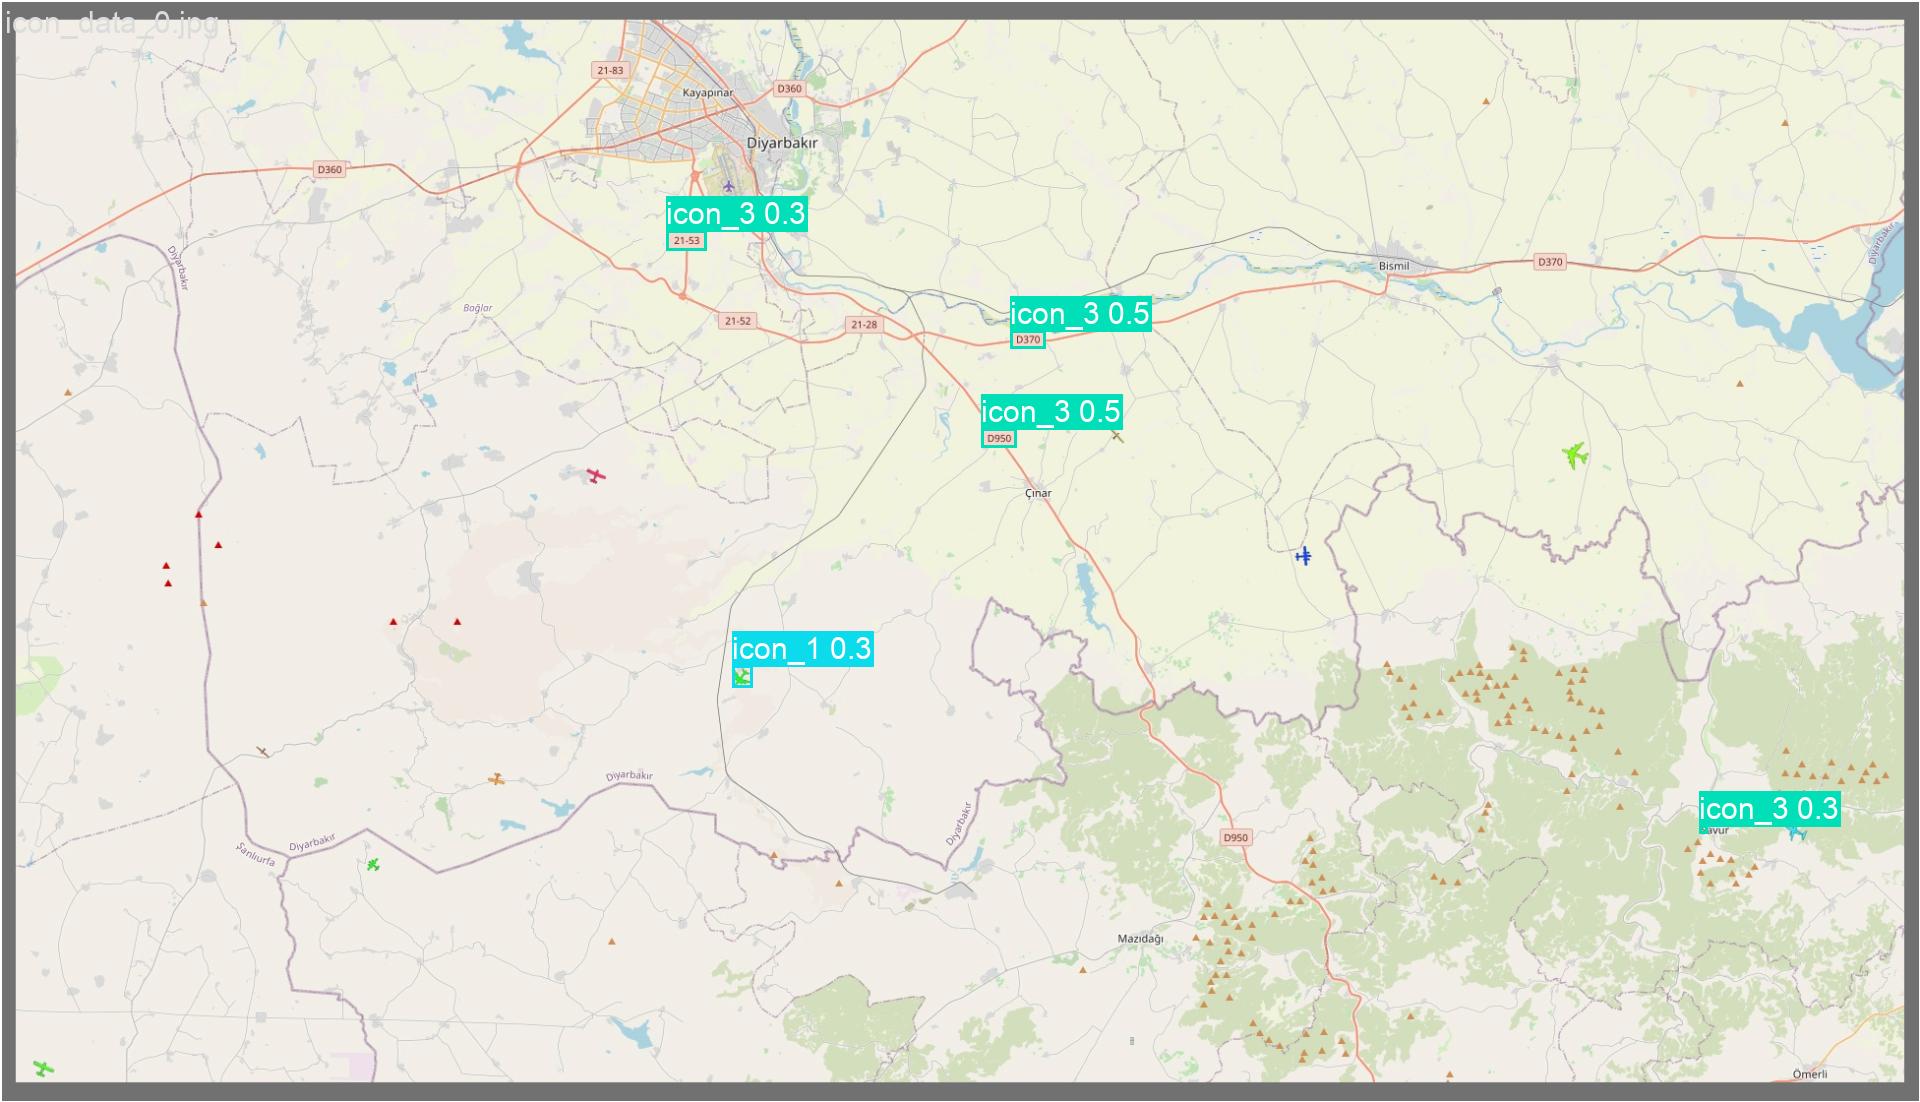 icon_data_0.jpg
21-83
Kayapınar
D360
Diyarbakır
D360
icon_3 0.3
21-53
Diyarbakır
Diyarbakır
Bismil
D370
Bağlar
icon_3 0.5
21-52
21-28
D370
icon_3 0.5
D950
Çınar
icon_1 0.3
Diyarbakır
icon_3 0.3
Diyarbakır
Diyarbakır
Şanlıurfa
D950
Mazıdağı
Ömerli